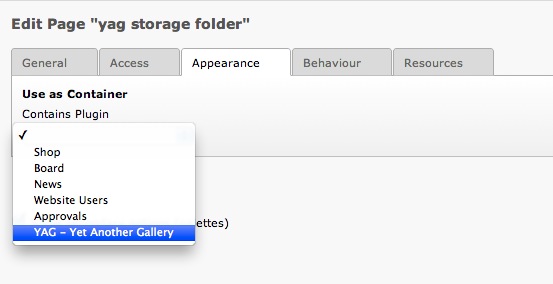 Edit Page "yag storage folder"
General Access Appearance Behaviour Resources
Use as Container
Contains Plugin
✓
Shop
Board
News
Website Users
Approvals
ettes)
YAG – Yet Another Gallery